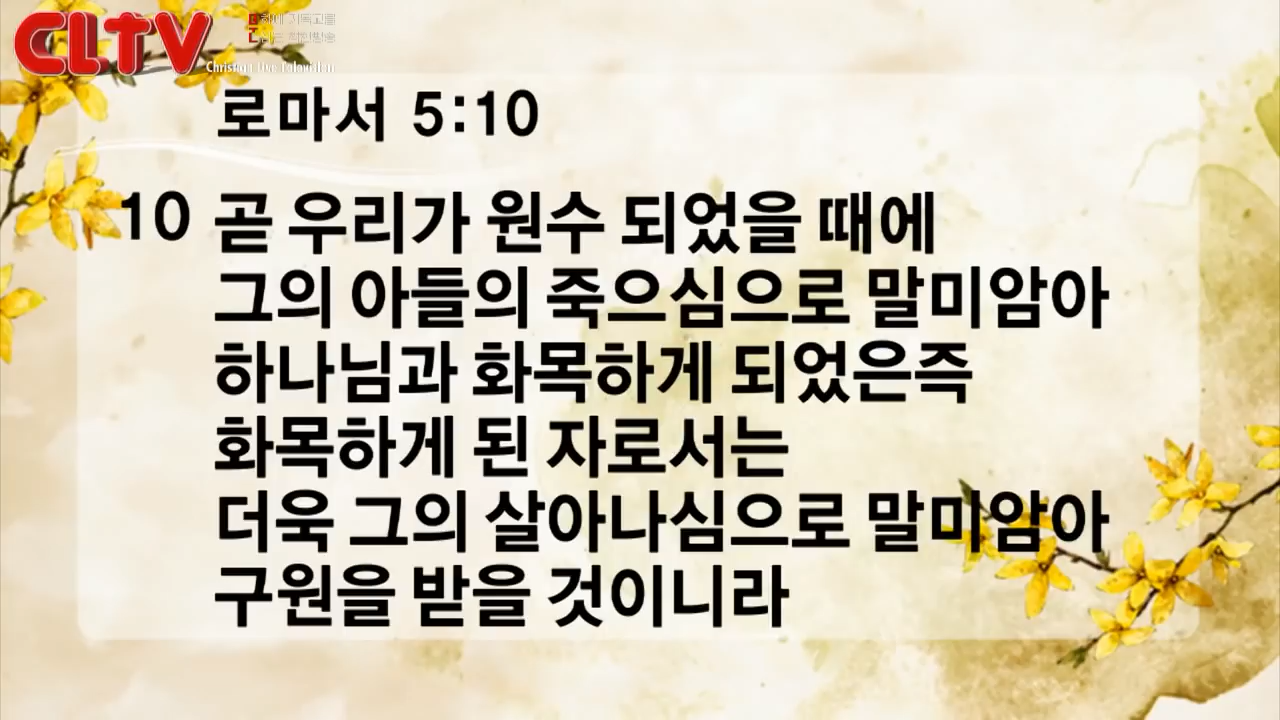 CLTV
로마서 5:10
10 곧 우리가 원수 되었을 때에
그의 아들의 죽으심으로 말미암아
하나님과 화목하게 되었은즉
화목하게 된 자로서는
더욱 그의 살아나심으로 말미암아
구원을 받을 것이니라